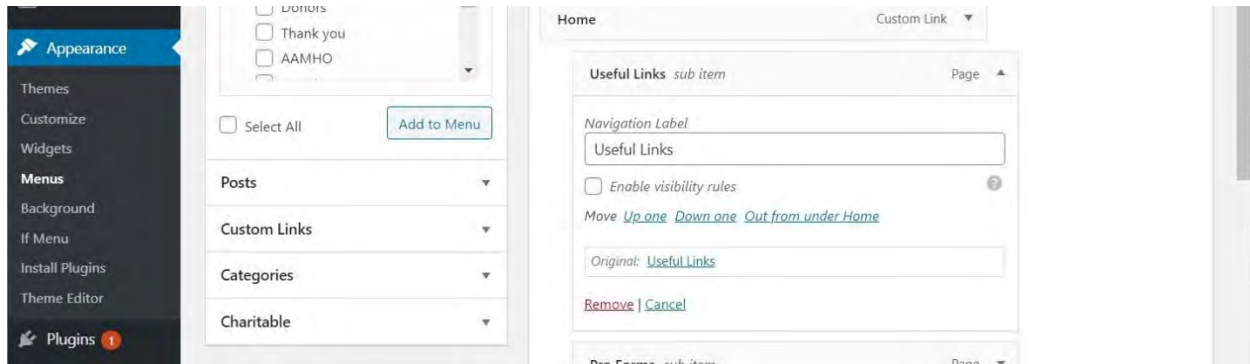 Appearance
Themes
Customize
Widgets
Menus
Background
If Menu
Install Plugins
Theme Editor
Plugins 1
Donors
Thank you
AAMHO
Select All
Add to Menu
Posts
Custom Links
Categories
Charitable
Home Custom Link
Useful Links sub item Page
Navigation Label
Useful Links
Enable visibility rules
Move Up one Down one Out from under Home
Original: Useful Links
Remove | Cancel
Pro Forma sub item Page